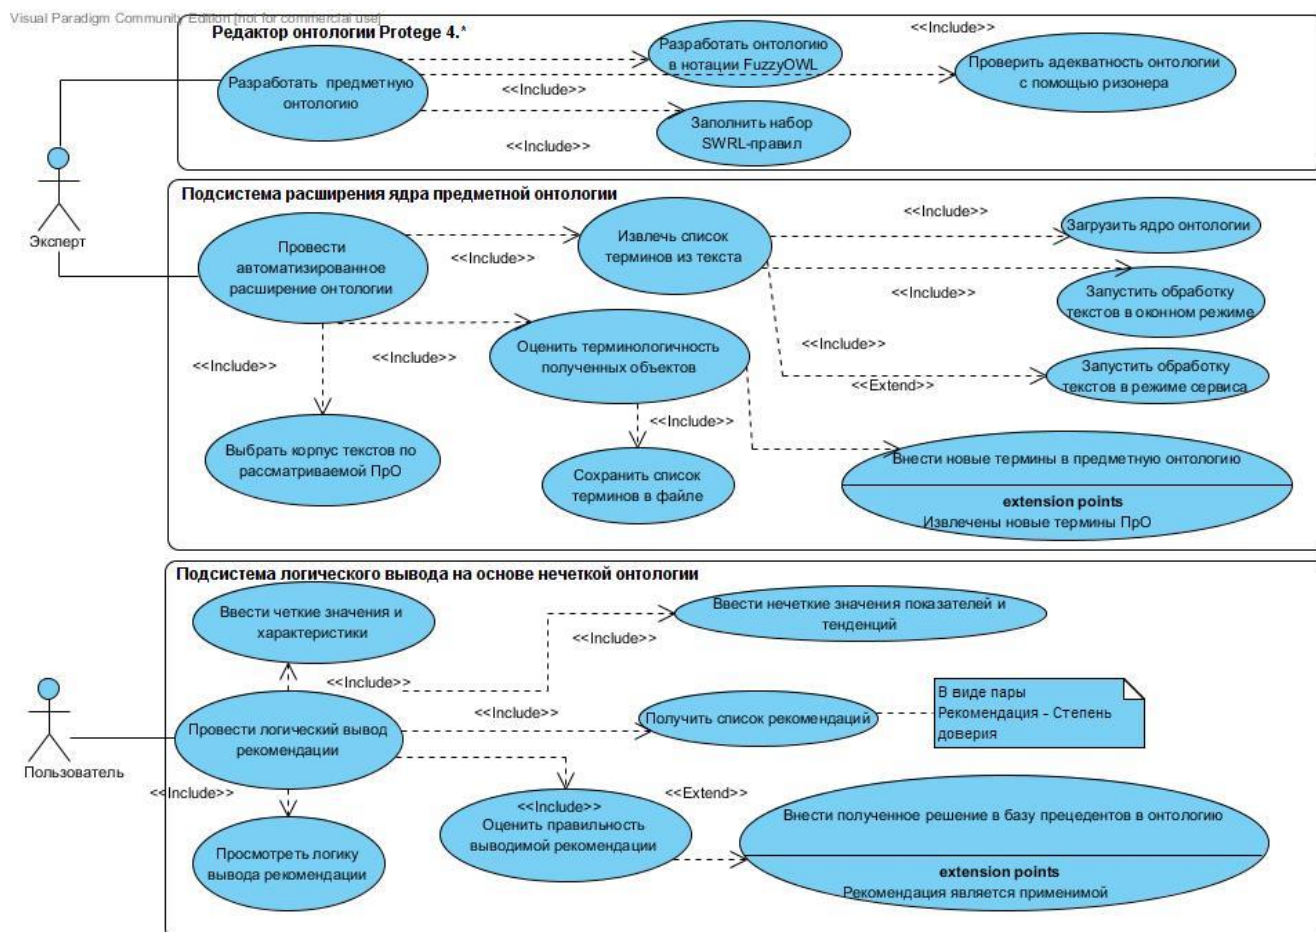 Visual Paradigm Community Edition [not for commercial use]
Редактор онтологии Protege 4.*
Разработать предметную
онтологию
Разработать онтологию
в нотации FuzzyOWL
<<Include>>
Проверить адекватность онтологии
с помощью ризонера
<<Include>>
Заполнить набор
SWRL-правил
<<Include>>
Эксперт
Подсистема расширения ядра предметной онтологии
Провести
автоматизированное
расширение онтологии
<<Include>>
Извлечь список
терминов из текста
<<Include>>
Загрузить ядро онтологии
<<Include>>
Запустить обработку
текстов в оконном режиме
<<Include>>
<<Include>>
Оценить терминологичность
полученных объектов
<<Include>>
<<Extend>>
Запустить обработку
текстов в режиме сервиса
<<Include>>
Выбрать корпус текстов по
рассматриваемой ПрО
Сохранить список
терминов в файле
Внести новые термины в предметную онтологию
extension points
Извлечены новые термины ПрО
Подсистема логического вывода на основе нечеткой онтологии
Ввести четкие значения и
характеристики
<<Include>>
Ввести нечеткие значения показателей и
тенденций
<<Include>>
Пользователь
Провести логический вывод
рекомендации
<<Include>>
Получить список рекомендаций
В виде пары
Рекомендация - Степень
доверия
<<Include>>
Просмотреть логику
вывода рекомендации
<<Include>>
Оценить правильность
выводимой рекомендации
<<Extend>>
Внести полученное решение в базу прецедентов в онтологию
extension points
Рекомендация является применимой